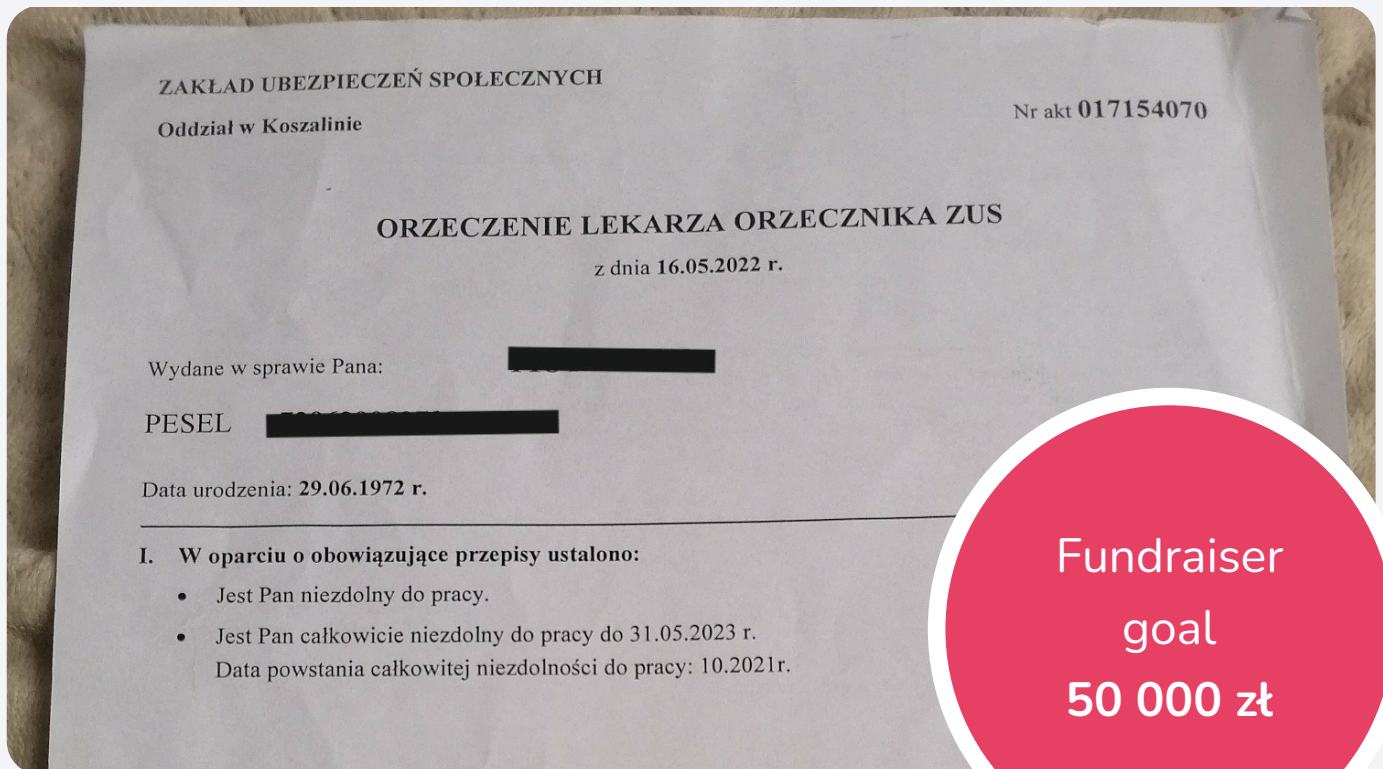 ZAKŁAD UBEZPIECZEŃ SPOŁECZNYCH
Oddział w Koszalinie
Nr akt 017154070
ORZECZENIE LEKARZA ORZECZNIKA ZUS
z dnia 16.05.2022 r.
Wydane w sprawie Pana:
PESEL
Data urodzenia: 29.06.1972 r.
I. W oparciu o obowiązujące przepisy ustalono:
• Jest Pan niezdolny do pracy.
• Jest Pan całkowicie niezdolny do pracy do 31.05.2023 r.
Data powstania całkowitej niezdolności do pracy: 10.2021r.
Fundraiser
goal
50 000 zł